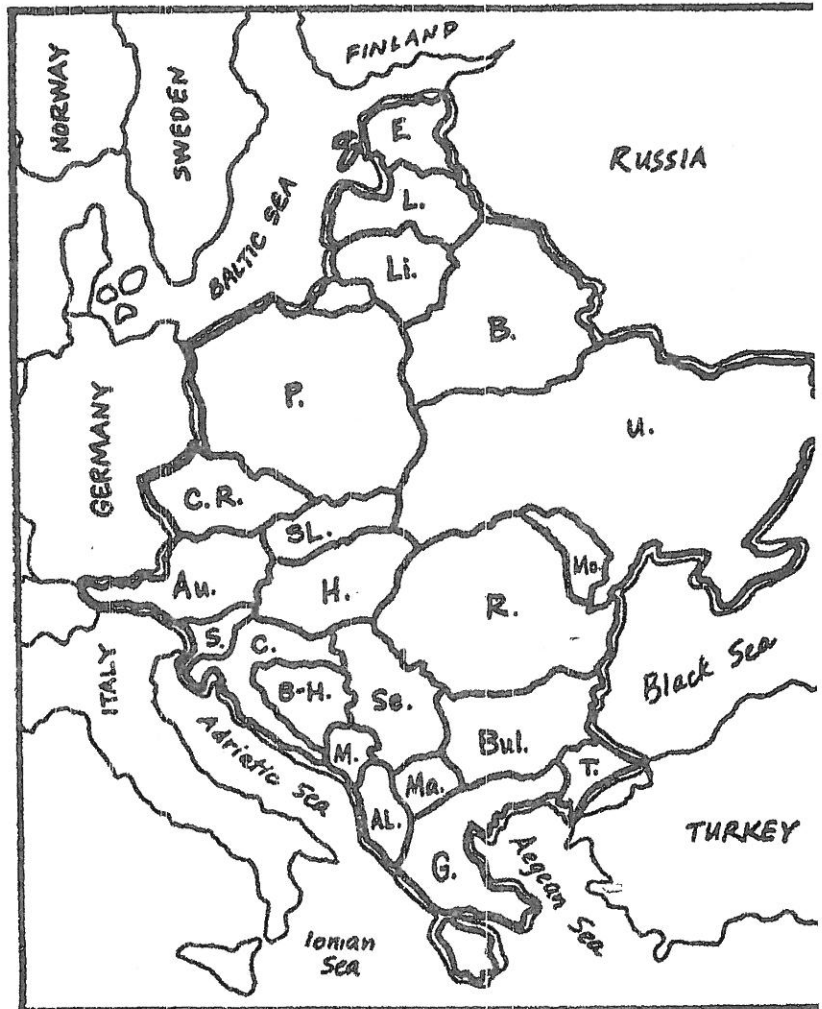 NORWAY
SWEDEN
FINLAND
E.
RUSSIA
L.
BALTIC SEA
Li.
B.
P.
GERMANY
U.
C.R.
SL.
Mo.
Au.
H.
R.
S.
C.
ITALY
B-H.
Se.
Black Sea
Adriatic Sea
M.
Bul.
T.
Ma.
AL.
TURKEY
G.
Aegean
Sea
Ionian
Sea